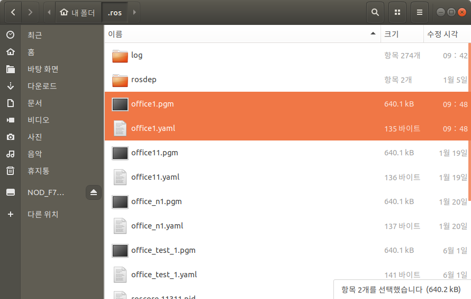 내 폴더 .ros
이름 크기 수정 시각
최근
홈
바탕 화면
다운로드
문서
비디오
사진
음악
휴지통
NOD_F7…
다른 위치
log 항목 274개 09 : 42
rosdep 항목 2개 1월 5일
office1.pgm 640.1 kB 09 : 48
office1.yaml 135 바이트 09 : 48
office11.pgm 640.1 kB 1월 19일
office11.yaml 136 바이트 1월 19일
office_n1.pgm 640.1 kB 1월 20일
office_n1.yaml 137 바이트 1월 20일
office_test_1.pgm 640.1 kB 6월 1일
office_test_1.yaml 141 바이트 6월 1일
roscore-11311.pid
항목 2개를 선택했습니다 (640.2 kB)